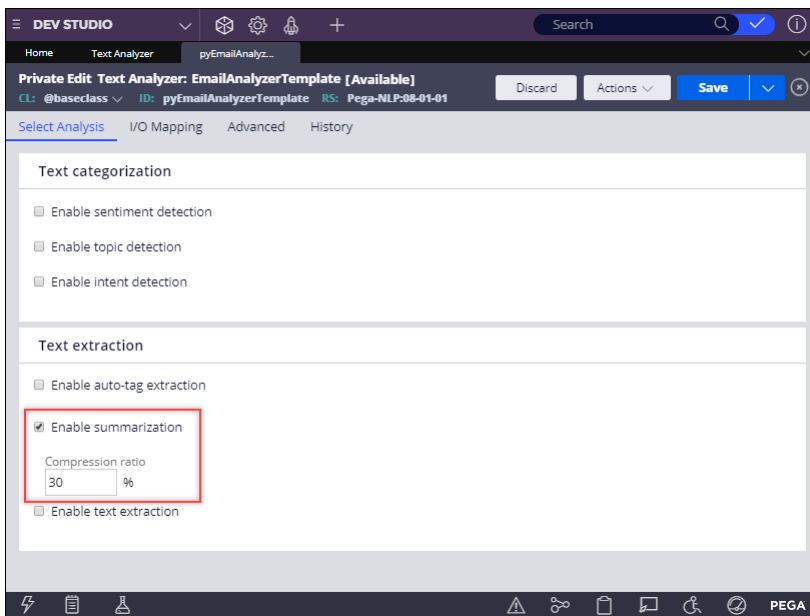 DEV STUDIO Search
Home Text Analyzer pyEmailAnalyz...
Private Edit Text Analyzer: EmailAnalyzerTemplate [Available]
CL: @baseclass ID: pyEmailAnalyzerTemplate RS: Pega-NLP:08-01-01
Discard Actions Save
Select Analysis I/O Mapping Advanced History
Text categorization
Enable sentiment detection
Enable topic detection
Enable intent detection
Text extraction
Enable auto-tag extraction
Enable summarization
Compression ratio
30 %
Enable text extraction
PEGA